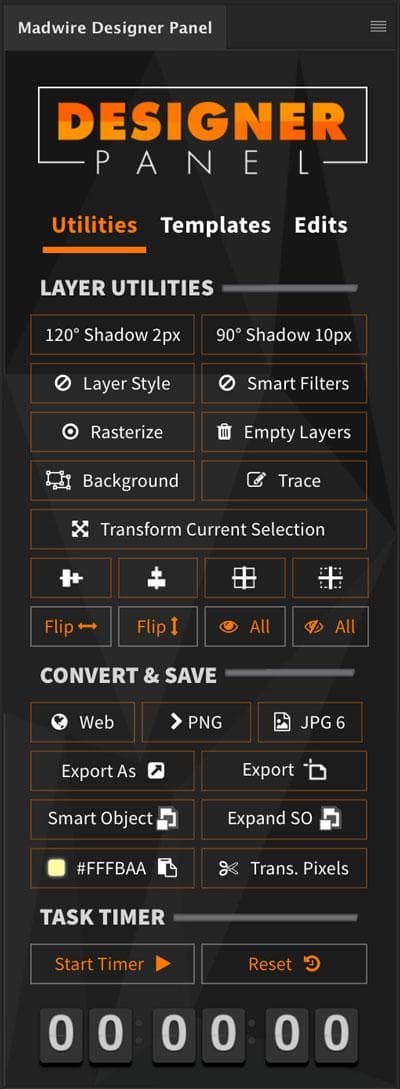 Madwire Designer Panel
DESIGNER
PANEL
Utilities Templates Edits
LAYER UTILITIES
120° Shadow 2px 90° Shadow 10px
Layer Style Smart Filters
Rasterize Empty Layers
Background Trace
Transform Current Selection
Flip Flip All All
CONVERT & SAVE
Web PNG JPG 6
Export As Export
Smart Object Expand SO
#FFFBAA Trans. Pixels
TASK TIMER
Start Timer Reset
00:00:00